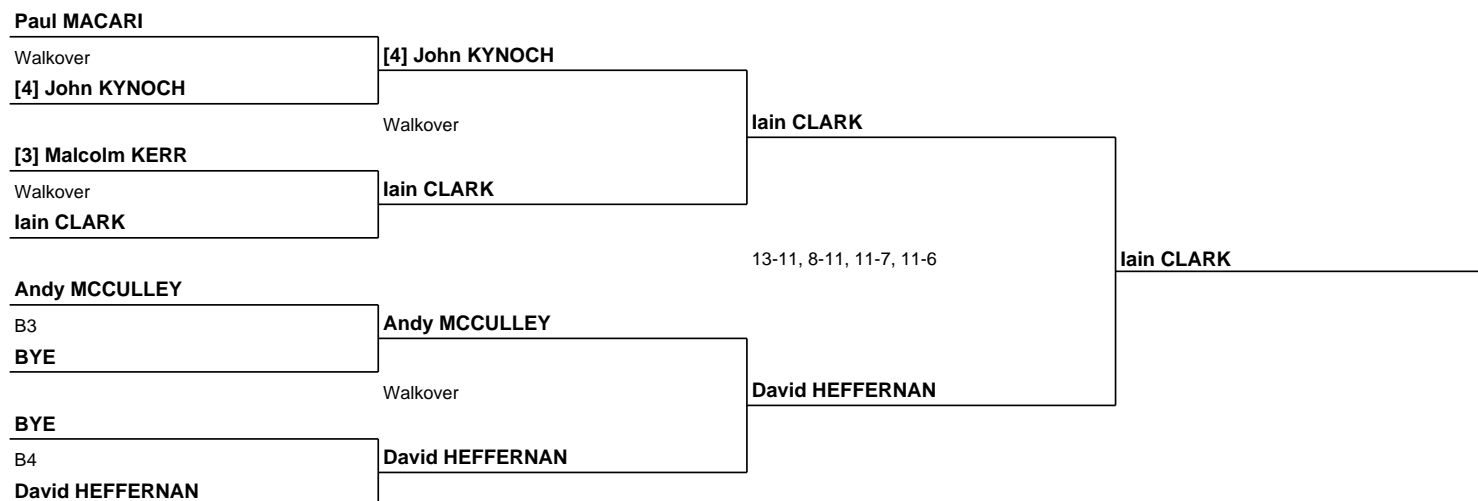 Paul MACARI
Walkover
[4] John KYNOCH
[4] John KYNOCH
Walkover
Iain CLARK
[3] Malcolm KERR
Walkover
Iain CLARK
Iain CLARK
13-11, 8-11, 11-7, 11-6
Iain CLARK
Andy MCCULLEY
B3
Andy MCCULLEY
BYE
Walkover
David HEFFERNAN
BYE
B4
David HEFFERNAN
David HEFFERNAN